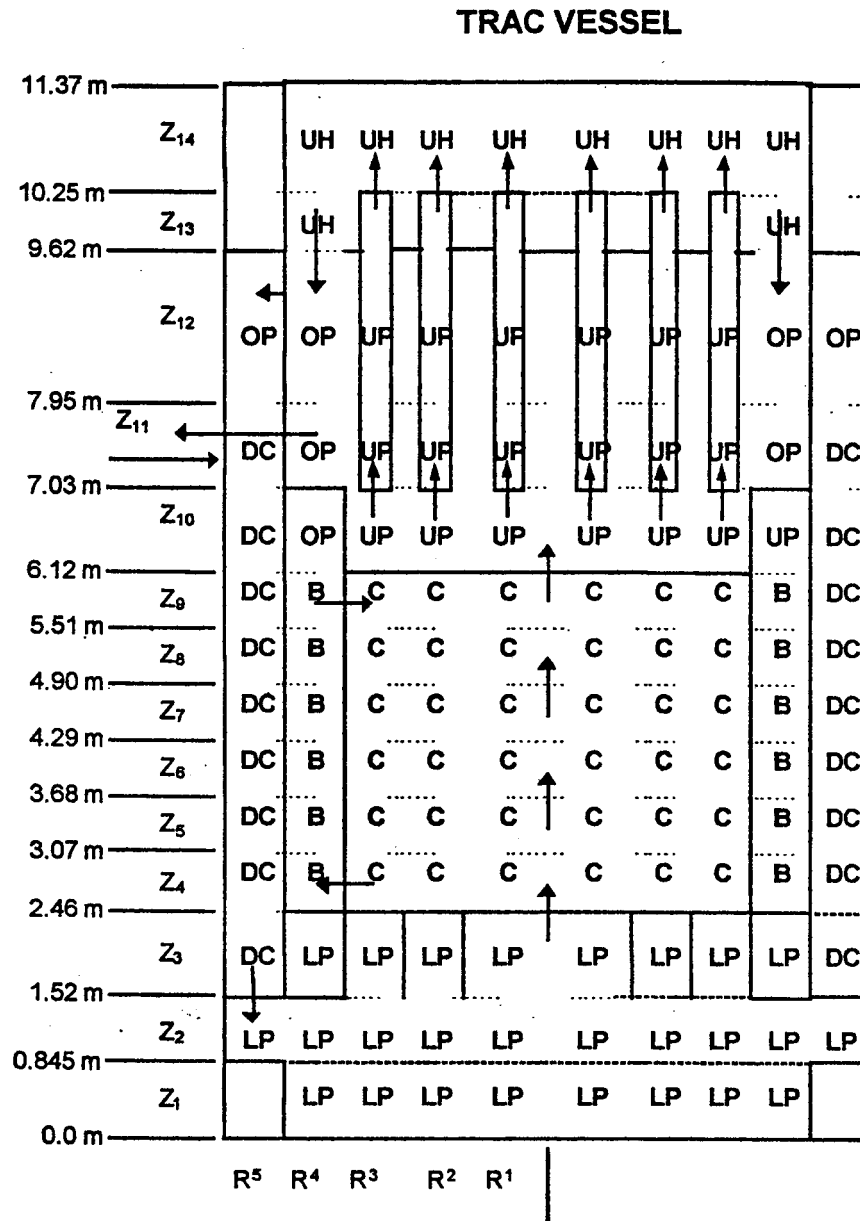 TRAC VESSEL
11.37 m
Z14 UH UH UH UH UH UH UH UH
10.25 m
Z13 UH UH
9.62 m
Z12 OP OP UP UP UP UP UP UP OP OP
7.95 m
Z11 DC OP UP UP UP UP UP UP OP DC
7.03 m
Z10 DC OP UP UP UP UP UP UP UP DC
6.12 m
Z9 DC B C C C C C C B DC
5.51 m
Z8 DC B C C C C C C B DC
4.90 m
Z7 DC B C C C C C C B DC
4.29 m
Z6 DC B C C C C C C B DC
3.68 m
Z5 DC B C C C C C C B DC
3.07 m
Z4 DC B C C C C C C B DC
2.46 m
Z3 DC LP LP LP LP LP LP LP LP DC
1.52 m
Z2 LP LP LP LP LP LP LP LP LP LP
0.845 m
Z1 LP LP LP LP LP LP LP LP
0.0 m
R5 R4 R3 R2 R1